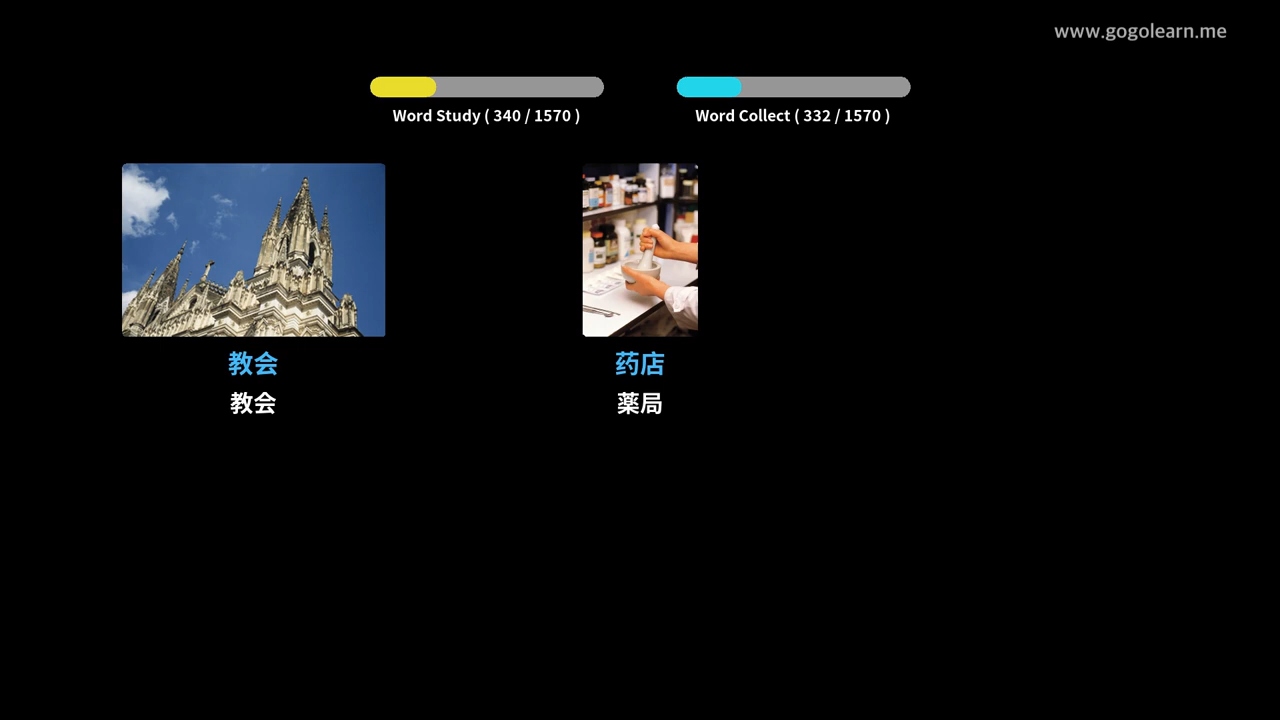 www.gogolearn.me
Word Study ( 340 / 1570 )
Word Collect ( 332 / 1570 )
教会
教会
药店
薬局